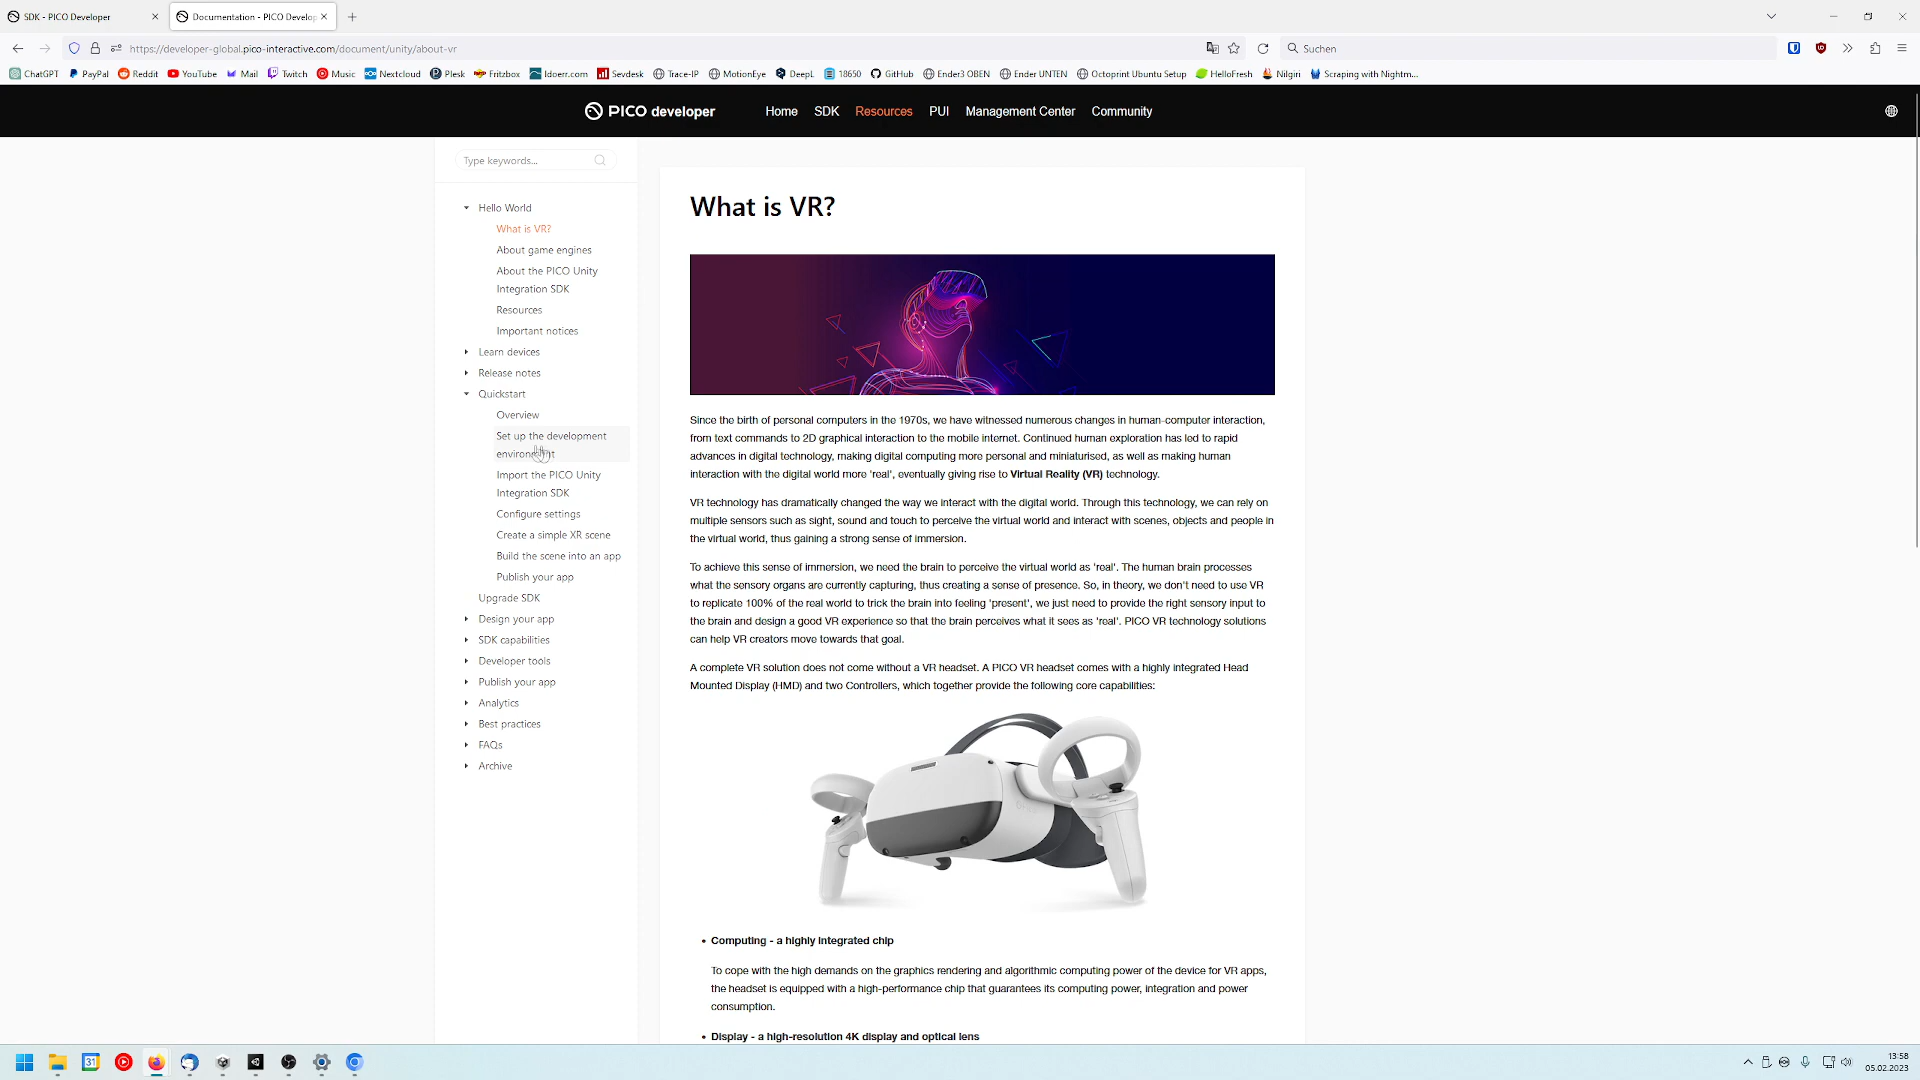 SDK - PICO Developer
Documentation - PICO Develop
https://developer-global.pico-interactive.com/document/unity/about-vr
Suchen
ChatGPT PayPal Reddit YouTube Mail Twitch Music Nextcloud Plesk Fritzbox ldoerr.com Sevdesk Trace-IP MotionEye DeepL 18650 GitHub Ender3 OBEN Ender UNTEN Octoprint Ubuntu Setup HelloFresh Nilgiri Scraping with Nightm...
PICO developer Home SDK Resources PUI Management Center Community
Type keywords...
Hello World
What is VR?
About game engines
About the PICO Unity
Integration SDK
Resources
Important notices
Learn devices
Release notes
Quickstart
Overview
Set up the development
environment
Import the PICO Unity
Integration SDK
Configure settings
Create a simple XR scene
Build the scene into an app
Publish your app
Upgrade SDK
Design your app
SDK capabilities
Developer tools
Publish your app
Analytics
Best practices
FAQs
Archive
What is VR?
Since the birth of personal computers in the 1970s, we have witnessed numerous changes in human-computer interaction,
from text commands to 2D graphical interaction to the mobile internet. Continued human exploration has led to rapid
advances in digital technology, making digital computing more personal and miniaturised, as well as making human
interaction with the digital world more 'real', eventually giving rise to Virtual Reality (VR) technology.
VR technology has dramatically changed the way we interact with the digital world. Through this technology, we can rely on
multiple sensors such as sight, sound and touch to perceive the virtual world and interact with scenes, objects and people in
the virtual world, thus gaining a strong sense of immersion.
To achieve this sense of immersion, we need the brain to perceive the virtual world as 'real'. The human brain processes
what the sensory organs are currently capturing, thus creating a sense of presence. So, in theory, we don't need to use VR
to replicate 100% of the real world to trick the brain into feeling 'present', we just need to provide the right sensory input to
the brain and design a good VR experience so that the brain perceives what it sees as 'real'. PICO VR technology solutions
can help VR creators move towards that goal.
A complete VR solution does not come without a VR headset. A PICO VR headset comes with a highly integrated Head
Mounted Display (HMD) and two Controllers, which together provide the following core capabilities:
• Computing - a highly integrated chip
To cope with the high demands on the graphics rendering and algorithmic computing power of the device for VR apps,
the headset is equipped with a high-performance chip that guarantees its computing power, integration and power
consumption.
• Display - a high-resolution 4K display and optical lens
31
13:58
05.02.2023